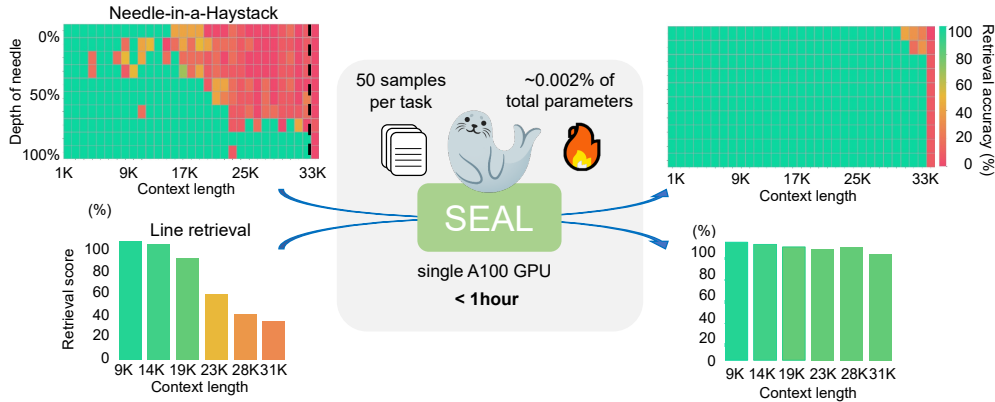 Needle-in-a-Haystack
Depth of needle
0%
50%
100%
1K 9K 17K 25K 33K
Context length
(%)
Line retrieval
Retrieval score
100
80
60
40
20
0
9K 14K 19K 23K 28K 31K
Context length
50 samples
per task
~0.002% of
total parameters
SEAL
single A100 GPU
< 1hour
1K 9K 17K 25K 33K
Context length
100
80
60
40
20
0
Retrieval accuracy (%)
(%)
100
80
60
40
20
0
9K 14K 19K 23K 28K 31K
Context length